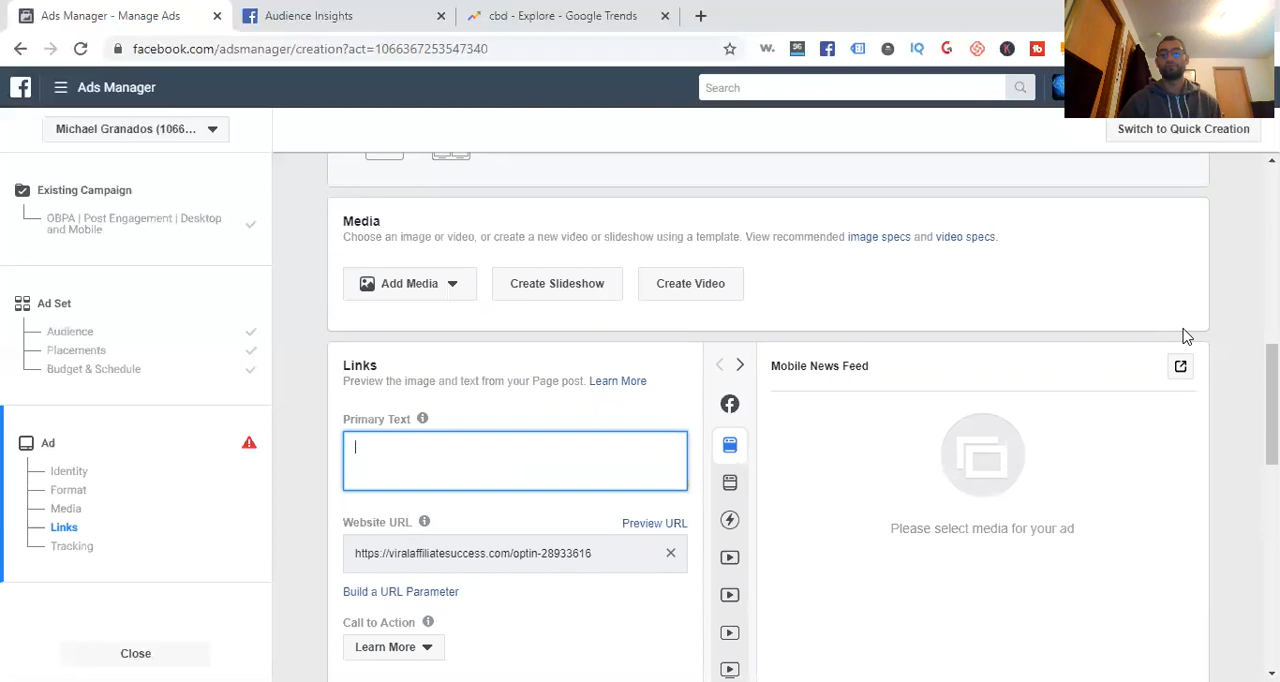 Ads Manager - Manage Ads
Audience Insights
cbd - Explore - Google Trends
facebook.com/adsmanager/creation?act=1066367253547340
w.
IQ
Ads Manager
Search
Michael Granados (1066...
Switch to Quick Creation
Existing Campaign
OBPA | Post Engagement | Desktop
and Mobile
Ad Set
Audience
Placements
Budget & Schedule
Ad
Identity
Format
Media
Links
Tracking
Close
Media
Choose an image or video, or create a new video or slideshow using a template. View recommended image specs and video specs.
Add Media
Create Slideshow
Create Video
Links
Preview the image and text from your Page post. Learn More
Primary Text
Website URL
Preview URL
https://viralaffiliatesuccess.com/optin-28933616
Build a URL Parameter
Call to Action
Learn More
Mobile News Feed
Please select media for your ad